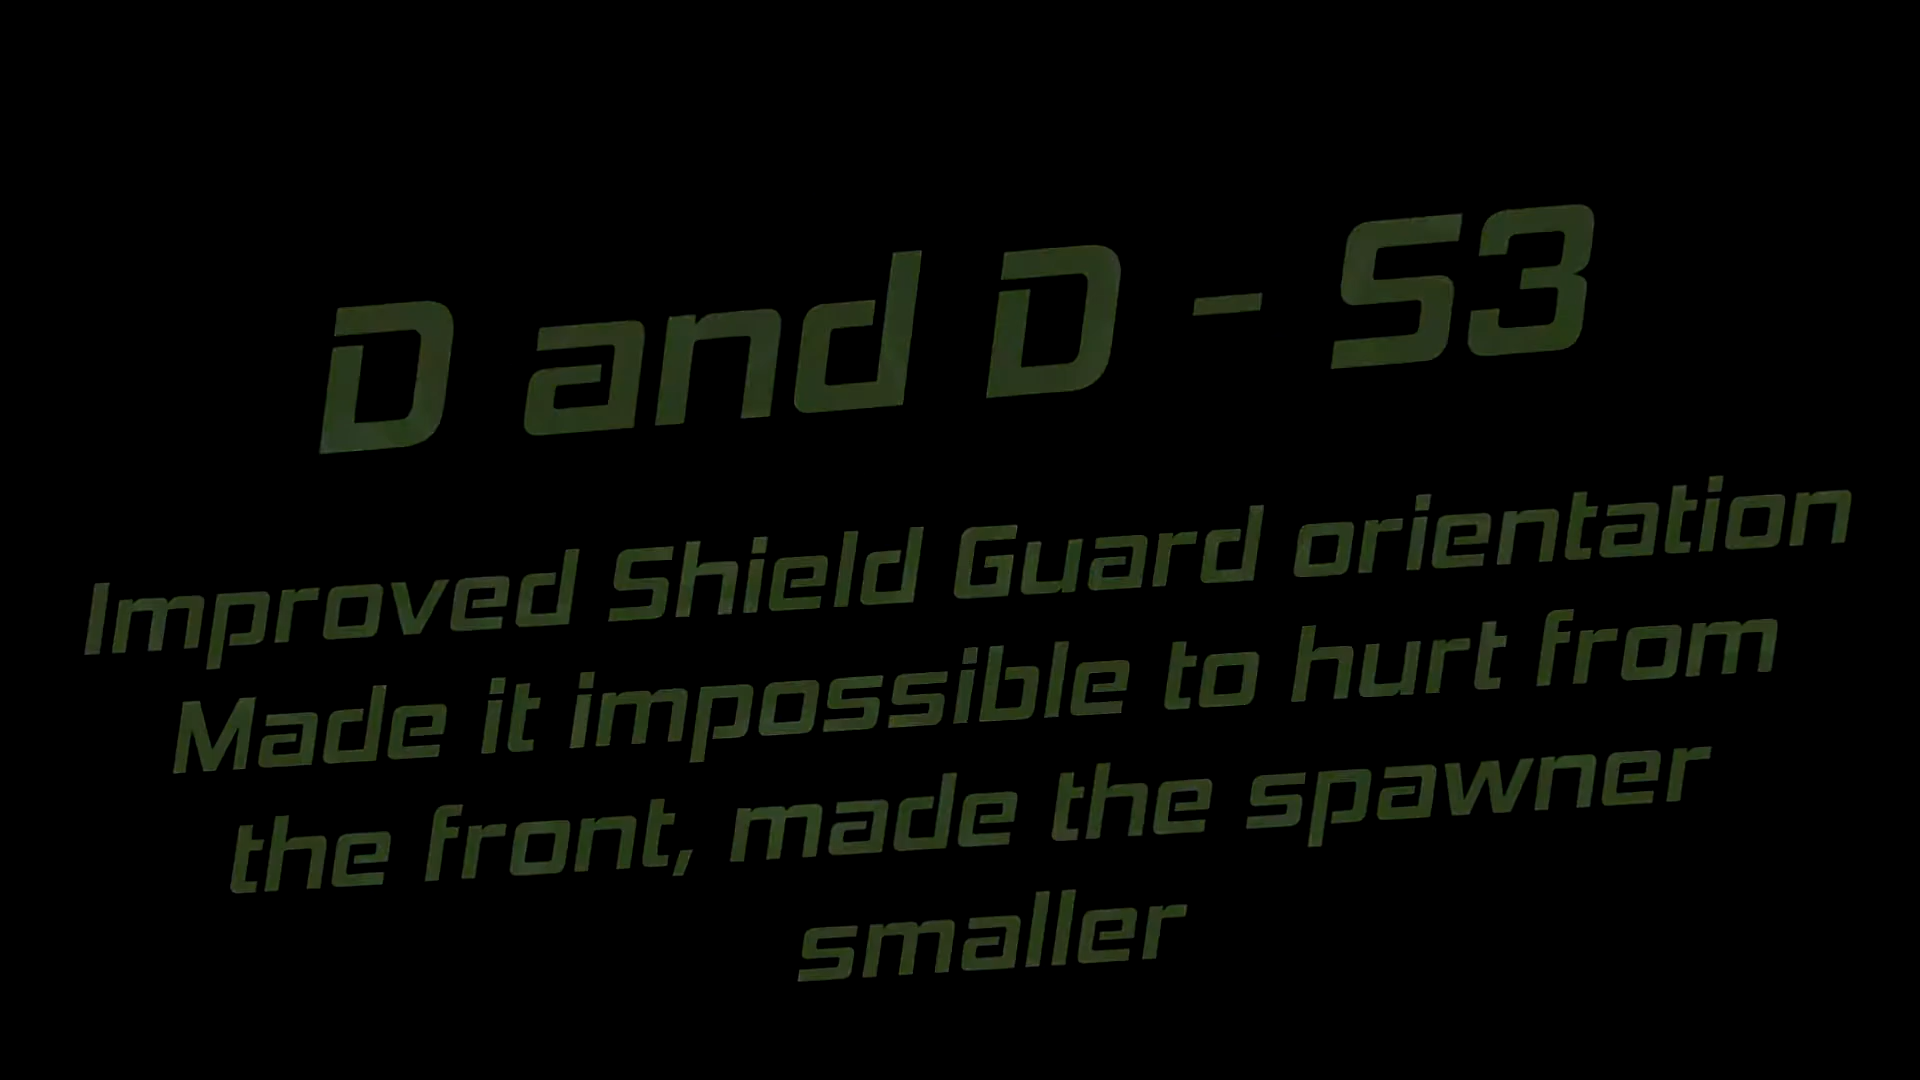 D and D - S3
Improved Shield Guard orientation
Made it impossible to hurt from
the front, made the spawner
smaller